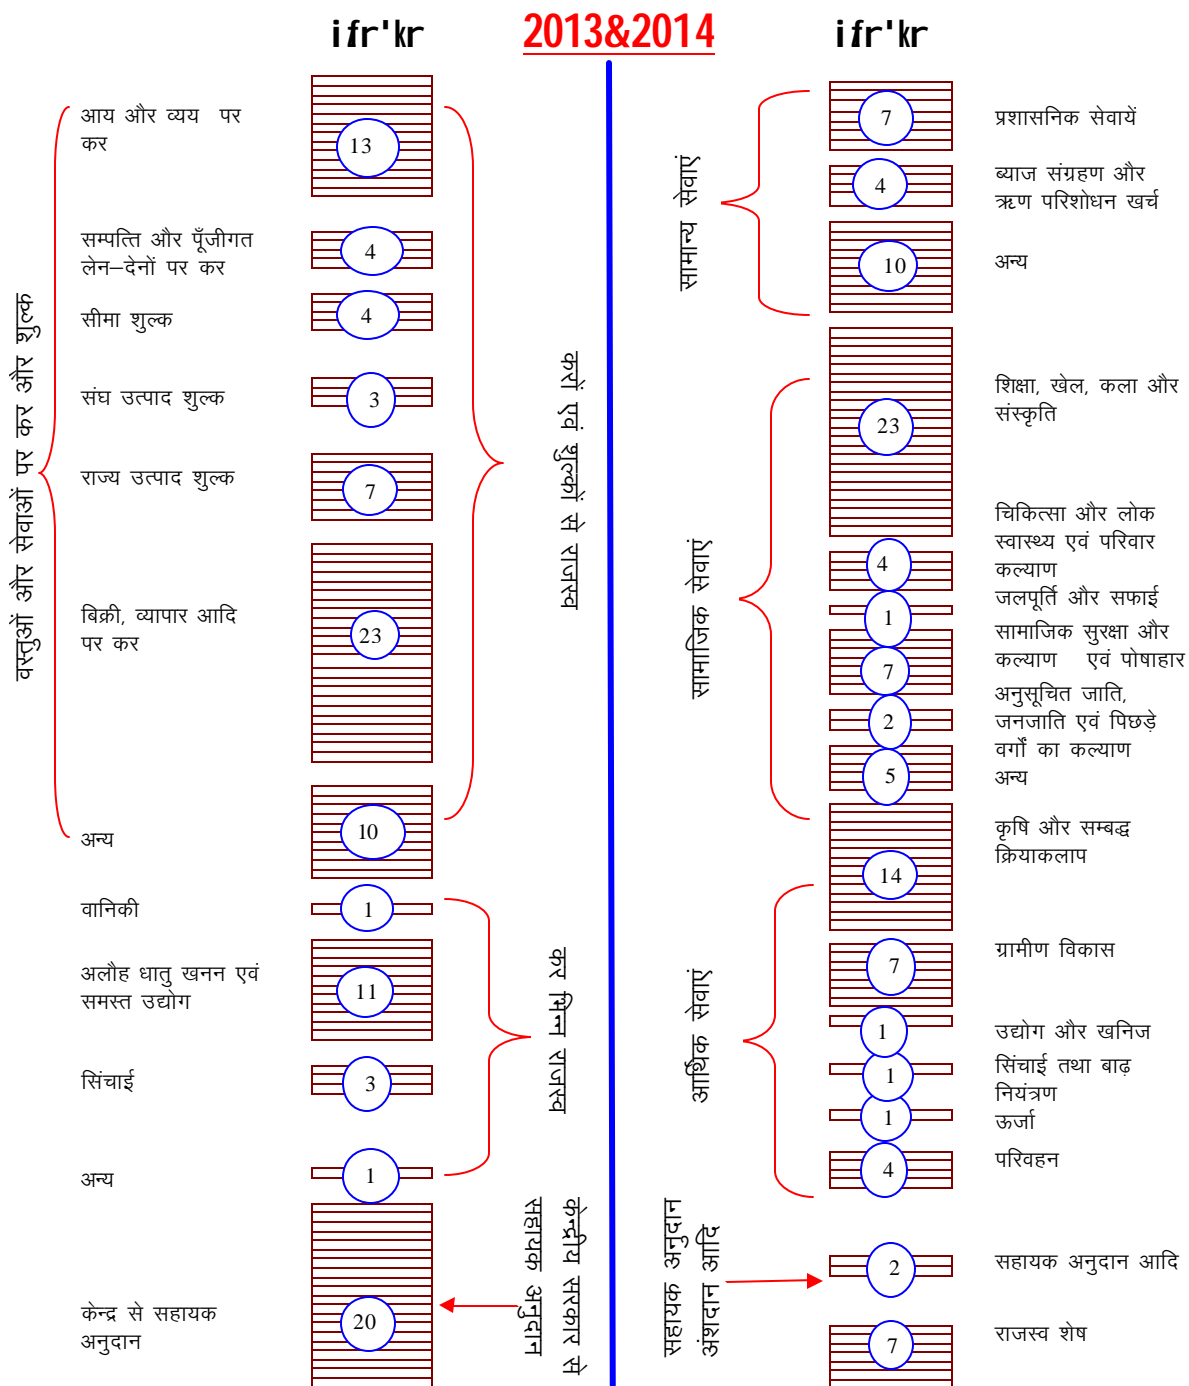 ifr'kr
2013&2014
ifr'kr
वस्तुओं और सेवाओं पर कर और शुल्क
आय और व्यय पर
कर
13
सम्पत्ति और पूँजीगत
लेन–देनों पर कर
4
सीमा शुल्क
4
संघ उत्पाद शुल्क
3
राज्य उत्पाद शुल्क
7
बिक्री, व्यापार आदि
पर कर
23
अन्य
10
करों एवं शुल्कों से राजस्व
वानिकी
1
अलौह धातु खनन एवं
समस्त उद्योग
11
सिंचाई
3
अन्य
1
कर भिन्न राजस्व
केन्द्र से सहायक
अनुदान
20
केन्द्रीय सरकार से
सहायक अनुदान
सामान्य सेवाएं
7
प्रशासनिक सेवायें
4
ब्याज संग्रहण और
ऋण परिशोधन खर्च
10
अन्य
सामाजिक सेवाएं
23
शिक्षा, खेल, कला और
संस्कृति
4
चिकित्सा और लोक
स्वास्थ्य एवं परिवार
कल्याण
1
जलपूर्ति और सफाई
7
सामाजिक सुरक्षा और
कल्याण एवं पोषाहार
2
अनुसूचित जाति,
जनजाति एवं पिछड़े
वर्गों का कल्याण
5
अन्य
आर्थिक सेवाएं
14
कृषि और सम्बद्ध
क्रियाकलाप
7
ग्रामीण विकास
1
उद्योग और खनिज
1
सिंचाई तथा बाढ़
नियंत्रण
1
ऊर्जा
4
परिवहन
सहायक अनुदान
अंशदान आदि
2
सहायक अनुदान आदि
7
राजस्व शेष